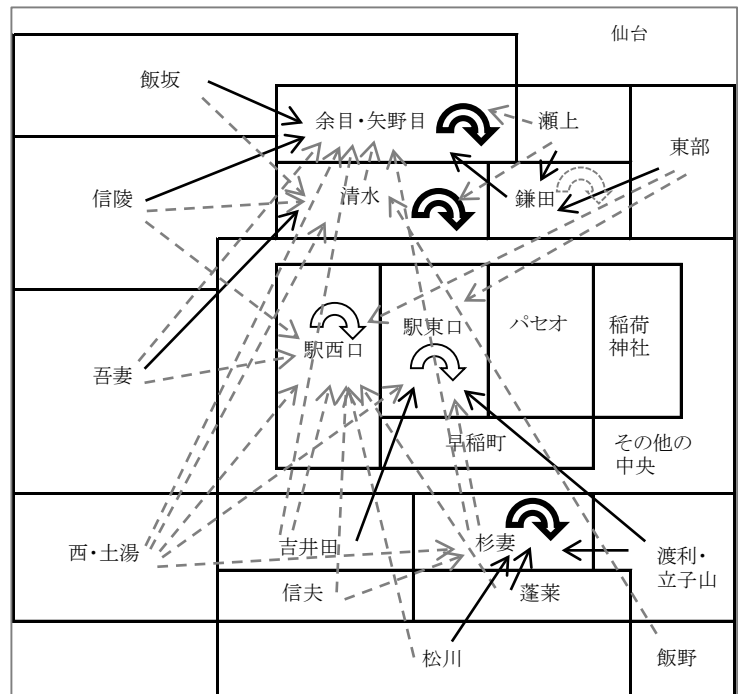 仙台
飯坂
余目・矢野目
瀬上
東部
信陵
清水
鎌田
駅西口
駅東口
パセオ
稲荷
神社
吾妻
早稲町
その他の
中央
西・土湯
吉井田
杉妻
渡利・
立子山
信夫
蓬莱
松川
飯野